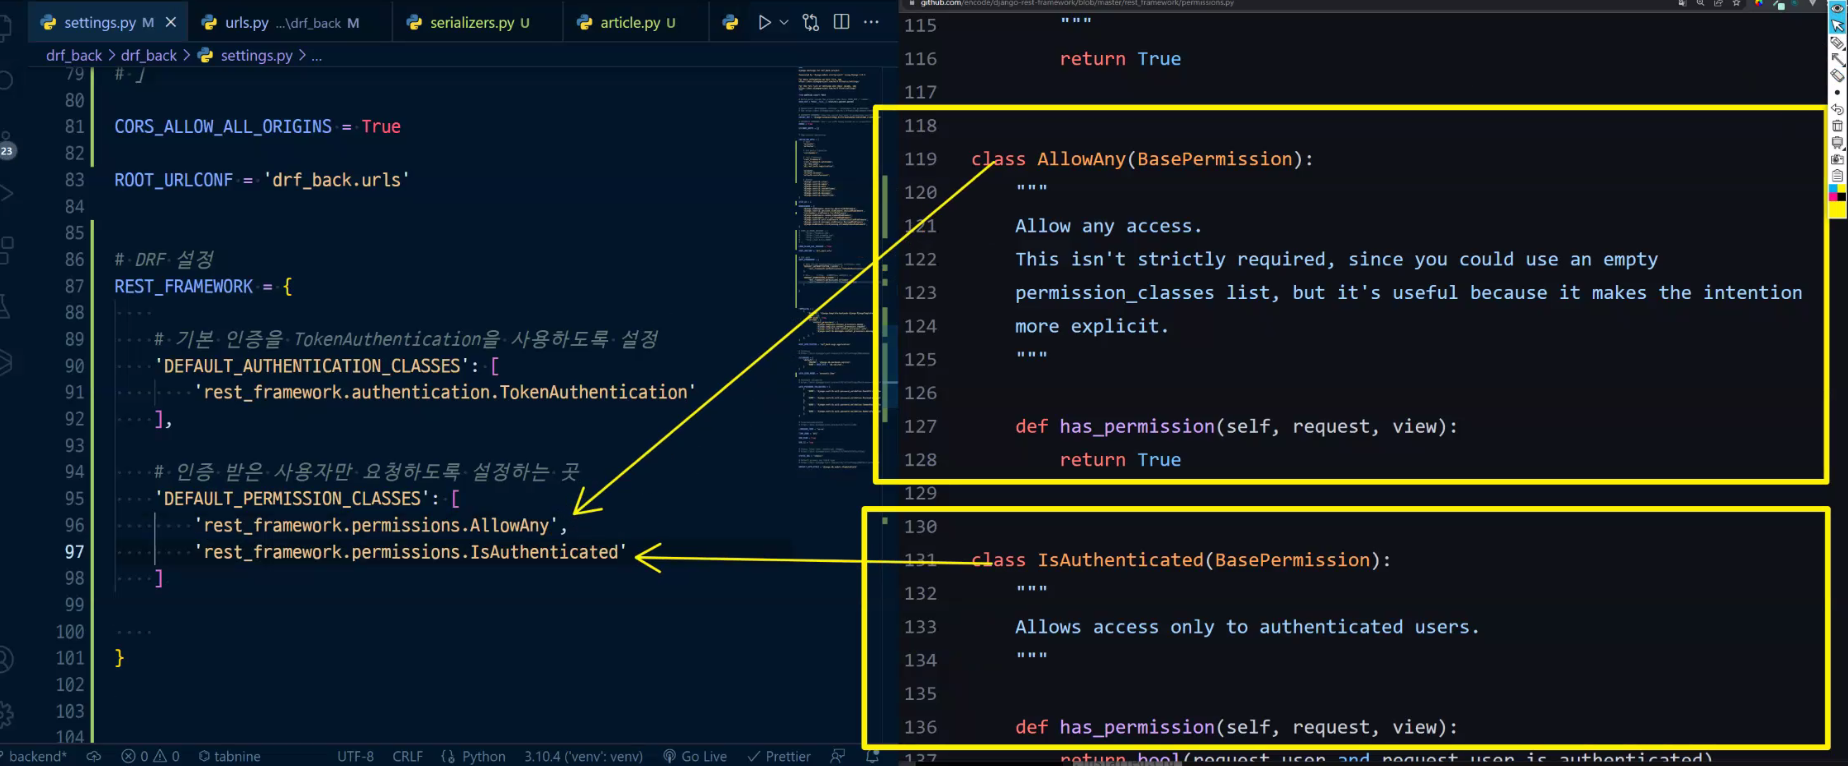 settings.py M
urls.py ...\drf_back M
serializers.py U
article.py U
drf_back > drf_back > settings.py > ...
79 # ]
80
81 CORS_ALLOW_ALL_ORIGINS = True
82
83 ROOT_URLCONF = 'drf_back.urls'
84
85
86 # DRF 설정
87 REST_FRAMEWORK = {
88
89 # 기본 인증을 TokenAuthentication을 사용하도록 설정
90 'DEFAULT_AUTHENTICATION_CLASSES': [
91 'rest_framework.authentication.TokenAuthentication'
92 ],
93
94 # 인증 받은 사용자만 요청하도록 설정하는 곳
95 'DEFAULT_PERMISSION_CLASSES': [
96 'rest_framework.permissions.AllowAny',
97 'rest_framework.permissions.IsAuthenticated'
98 ]
99
100
101 }
102
103
104
23
backend* 0 0 tabnine UTF-8 CRLF Python 3.10.4 ('venv': venv) Go Live Prettier
github.com/encode/django-rest-framework/blob/master/rest_framework/permissions.py
115 """
116 return True
117
118
119 class AllowAny(BasePermission):
120 """
121 Allow any access.
122 This isn't strictly required, since you could use an empty
123 permission_classes list, but it's useful because it makes the intention
124 more explicit.
125 """
126
127 def has_permission(self, request, view):
128 return True
129
130
131 class IsAuthenticated(BasePermission):
132 """
133 Allows access only to authenticated users.
134 """
135
136 def has_permission(self, request, view):
137 return bool(request.user and request.user.is_authenticated)